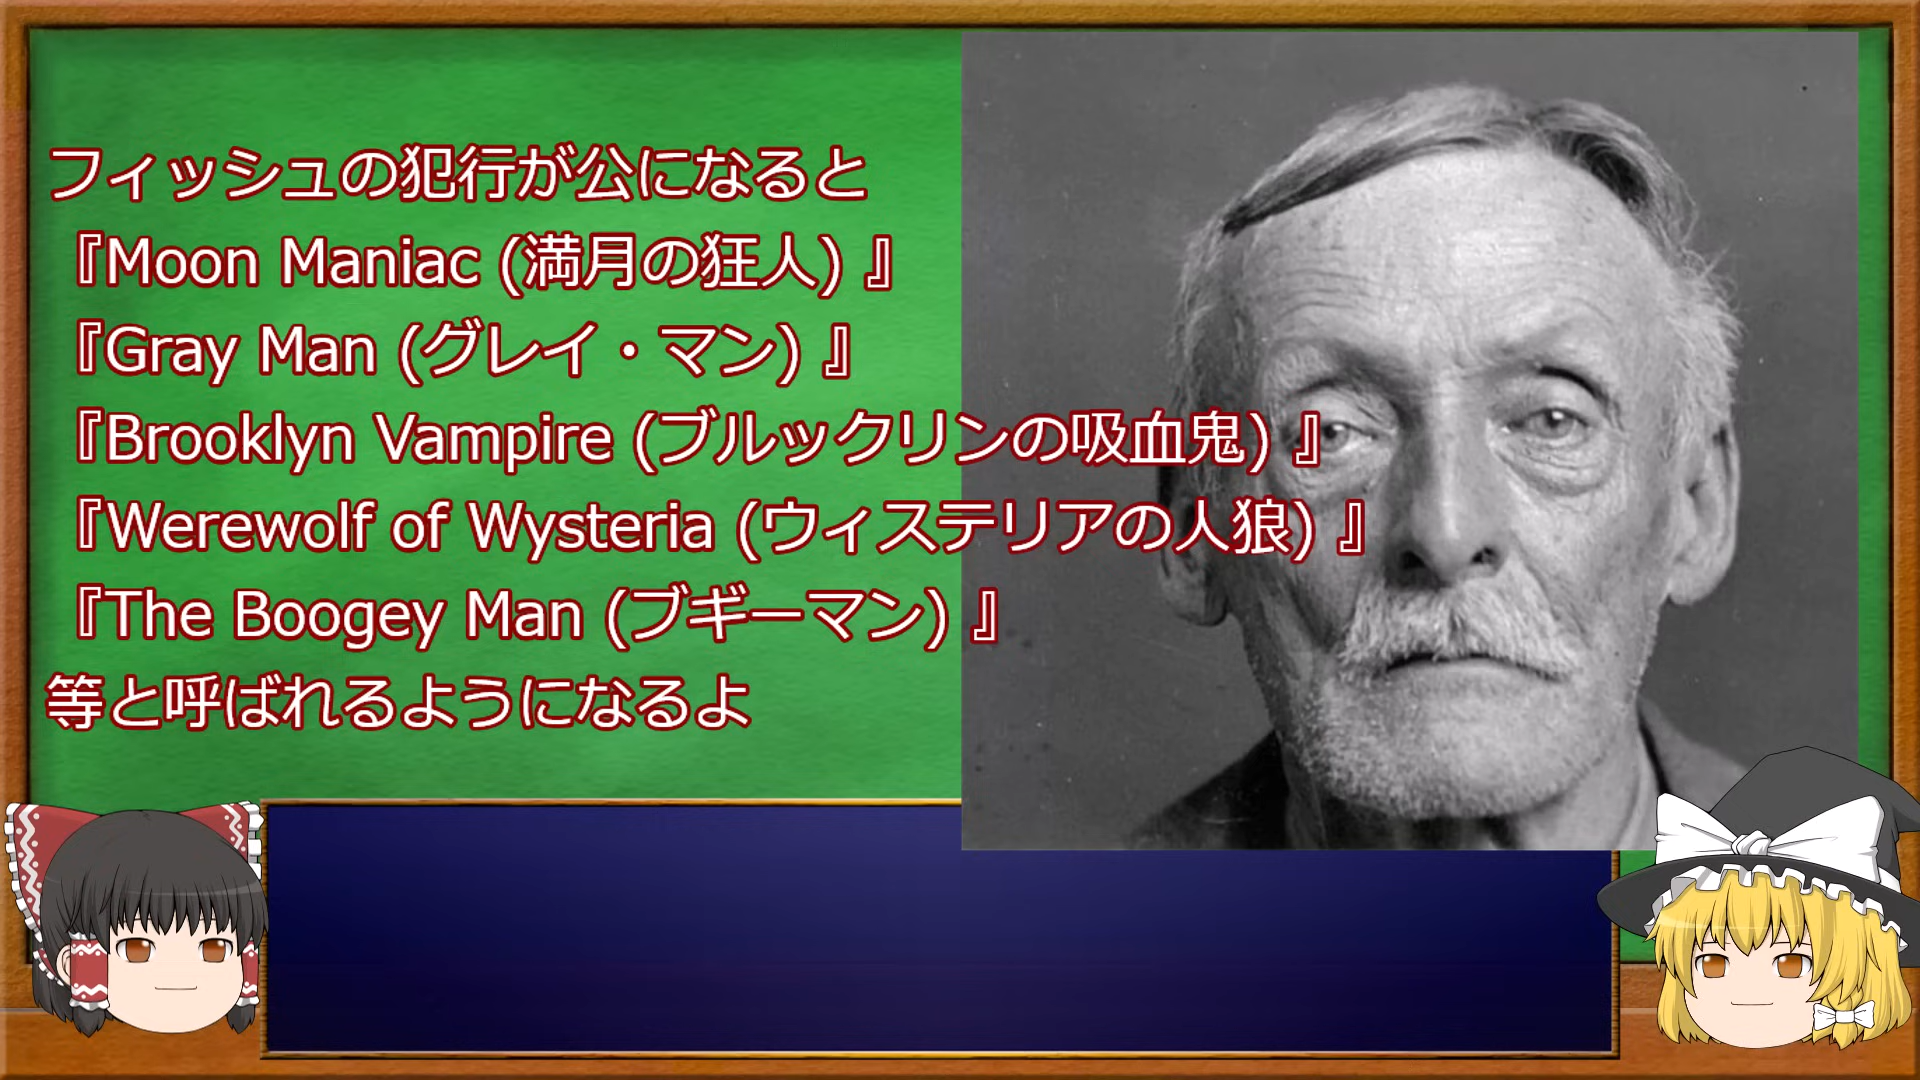 フィッシュの犯行が公になると
『Moon Maniac (満月の狂人) 』
『Gray Man (グレイ・マン) 』
『Brooklyn Vampire (ブルックリンの吸血鬼) 』
『Werewolf of Wysteria (ウィステリアの人狼) 』
『The Boogey Man (ブギーマン) 』
等と呼ばれるようになるよ